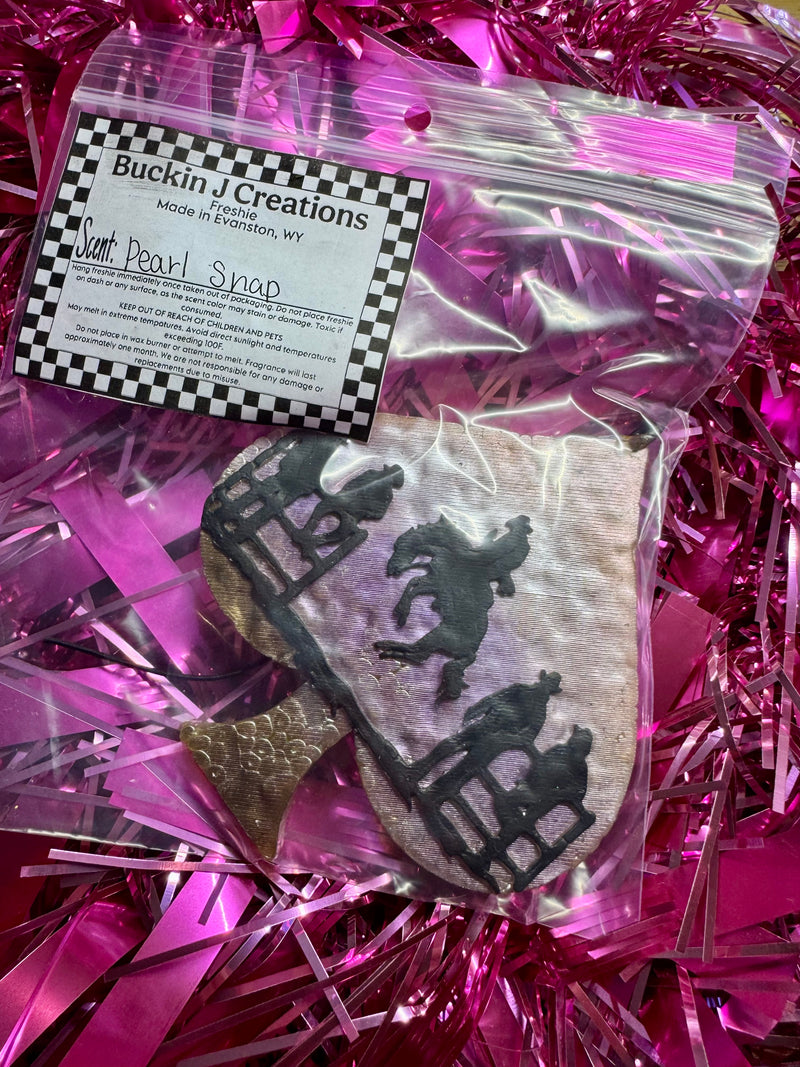 Buckin J Creations
Freshie
Made in Evanston, WY
Scent: Pearl Snap
Hang freshie immediately once taken out of packaging. Do not place freshie
on dash or any surface, as the scent color may stain or damage. Toxic if
consumed.
KEEP OUT OF REACH OF CHILDREN AND PETS
May melt in extreme tempatures. Avoid direct sunlight and temperatures
exceeding 100F.
Do not place in wax burner or attempt to melt. Fragrance will last
approximately one month. We are not responsible for any damage or
replacements due to misuse.